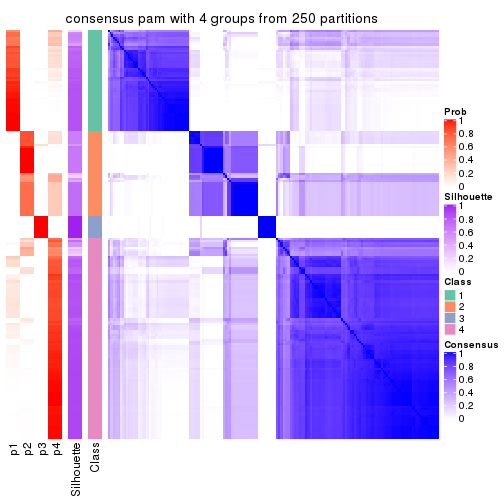 consensus pam with 4 groups from 250 partitions
Prob
1
0.8
0.6
0.4
0.2
0
Silhouette
1
0.8
0.6
0.4
0.2
0
Class
1
2
3
4
Consensus
1
0.8
0.6
0.4
0.2
0
p1
p2
p3
p4
Silhouette
Class